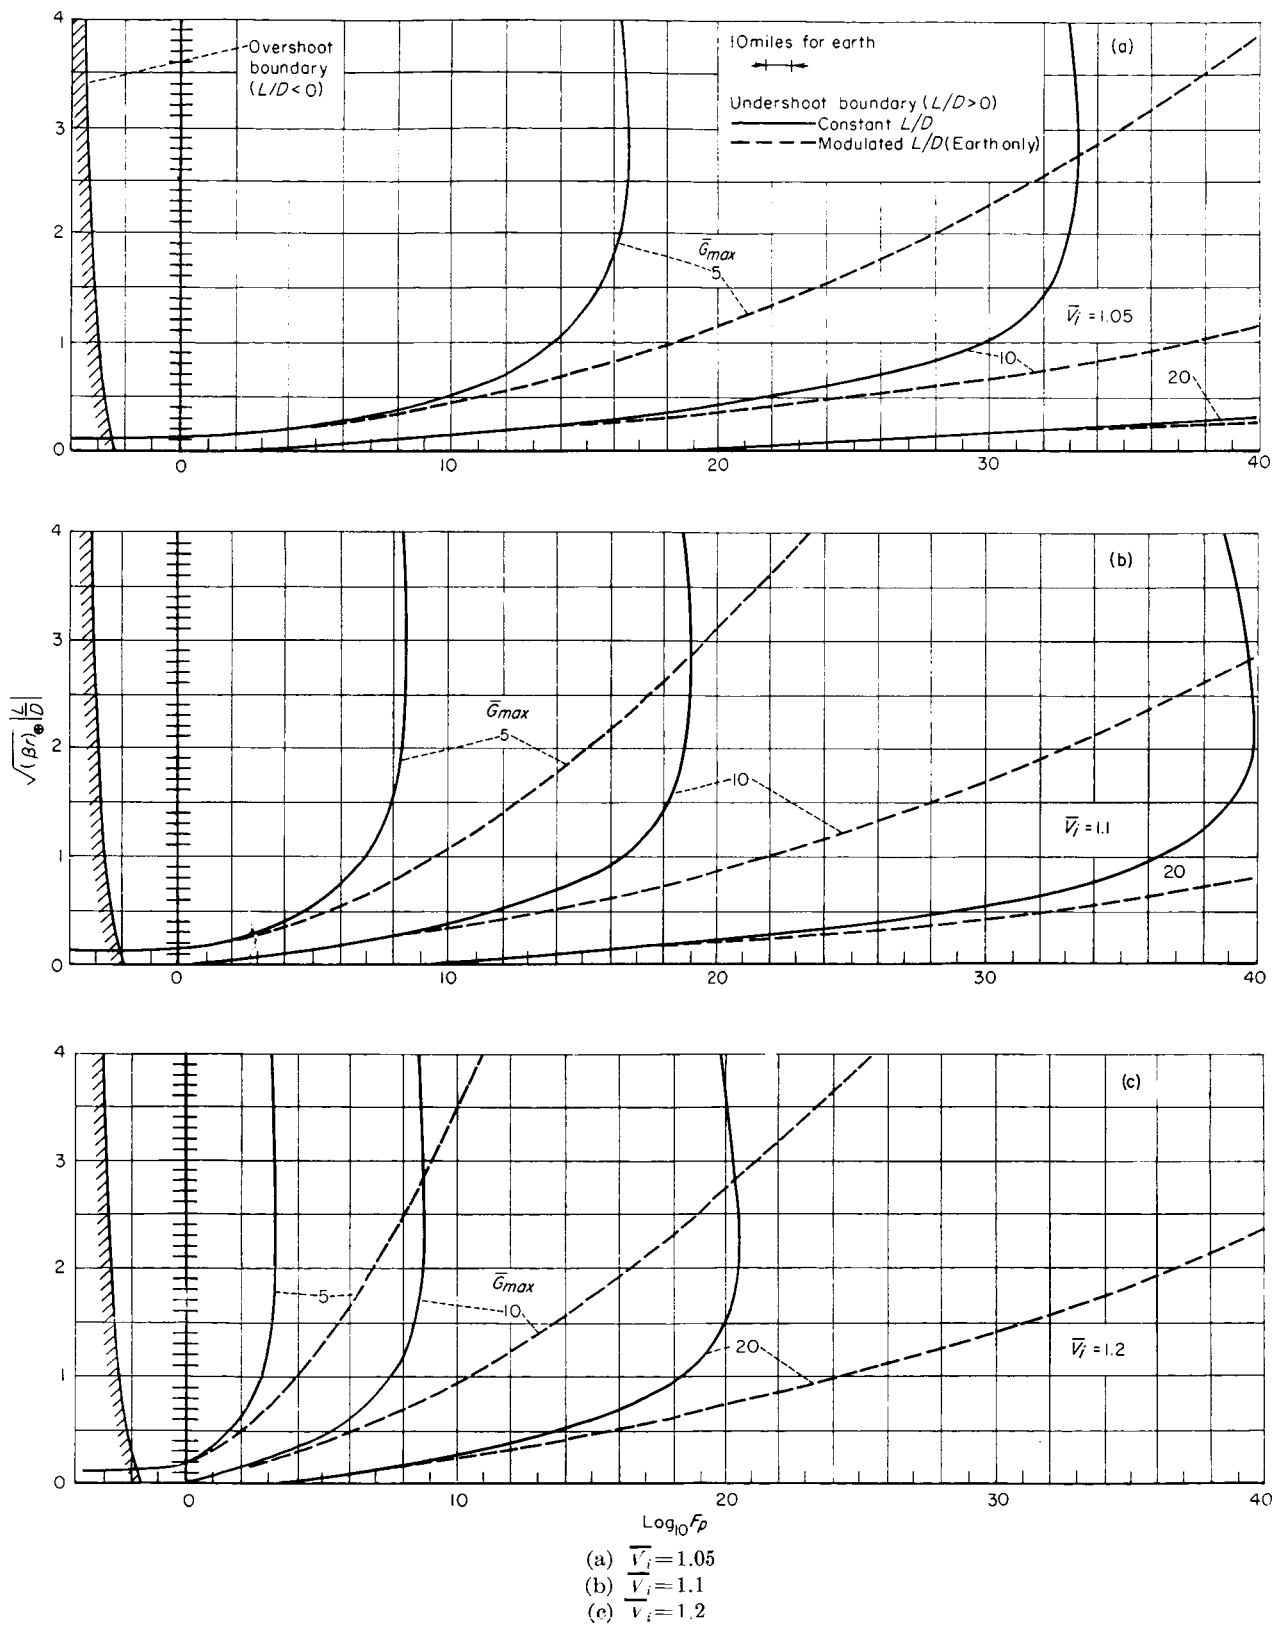 4
3
2
1
0
Overshoot
boundary
(L/D<0)
10 miles for earth
(a)
Undershoot boundary (L/D>0)
Constant L/D
Modulated L/D (Earth only)
G̅max
5
V̅i = 1.05
10
20
0
10
20
30
40
√(βr)⊕ |L/D|
4
3
2
1
0
(b)
G̅max
5
10
V̅i = 1.1
20
0
10
20
30
40
4
3
2
1
0
(c)
G̅max
5
10
20
V̅i = 1.2
0
10
20
30
40
Log10 Fp
(a) V̅i=1.05
(b) V̅i=1.1
(c) V̅i=1.2